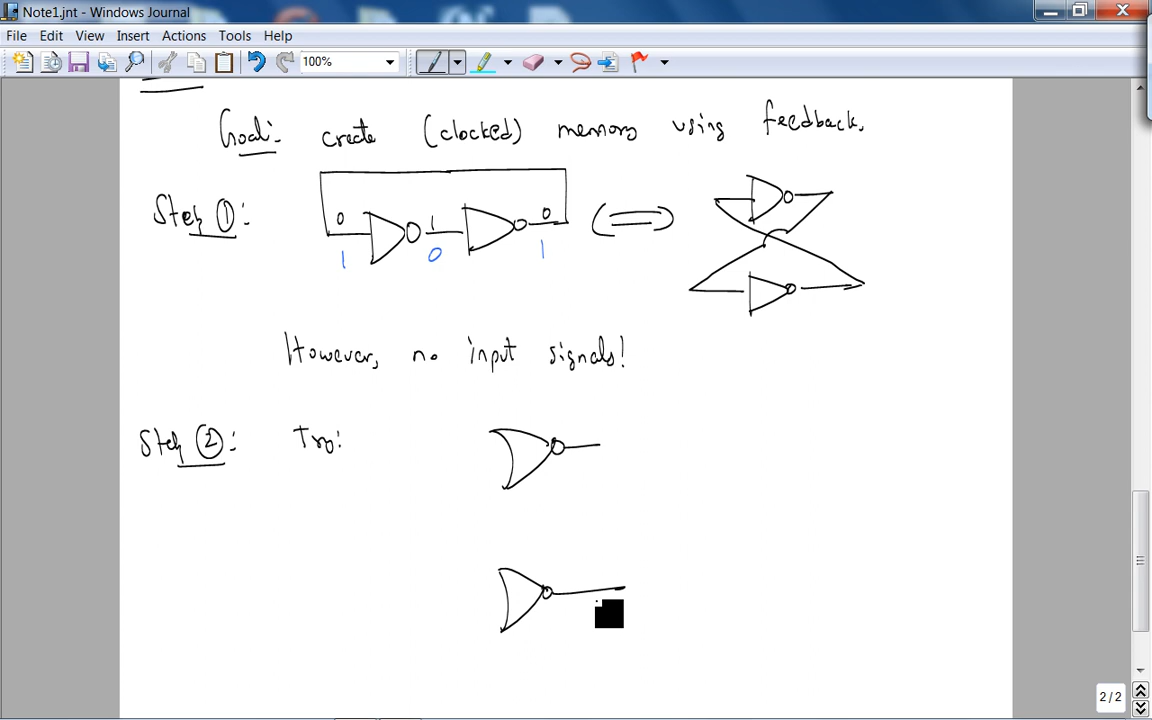 Note1.jnt - Windows Journal
File Edit View Insert Actions Tools Help
100%
Goal: create (clocked) memory using feedback.
Step ①:
0 1 0
1 0 1
However, no input signals!
Step ②: Try:
2 / 2